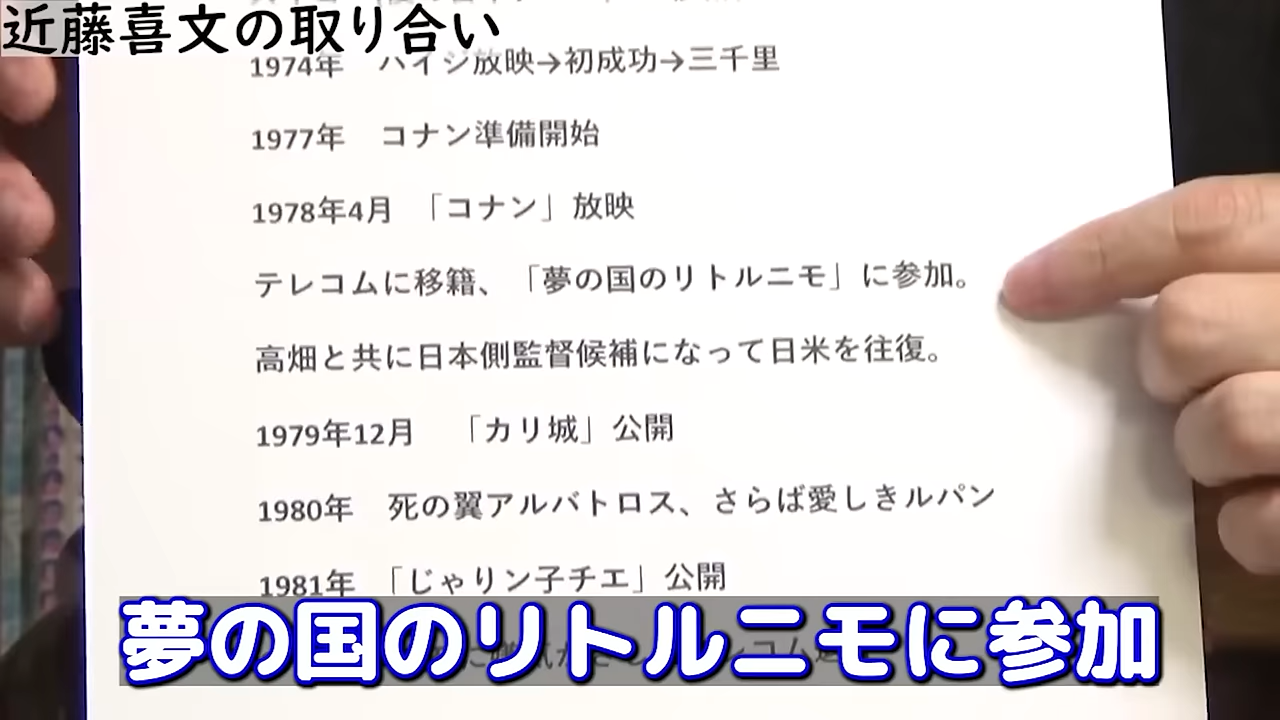 近藤喜文の取り合い
1974年 ハイジ放映→初成功→三千里
1977年 コナン準備開始
1978年4月 「コナン」放映
テレコムに移籍、「夢の国のリトルニモ」に参加。
高畑と共に日本側監督候補になって日米を往復。
1979年12月 「カリ城」公開
1980年 死の翼アルバトロス、さらば愛しきルパン
1981年 「じゃりン子チエ」公開
夢の国のリトルニモに参加